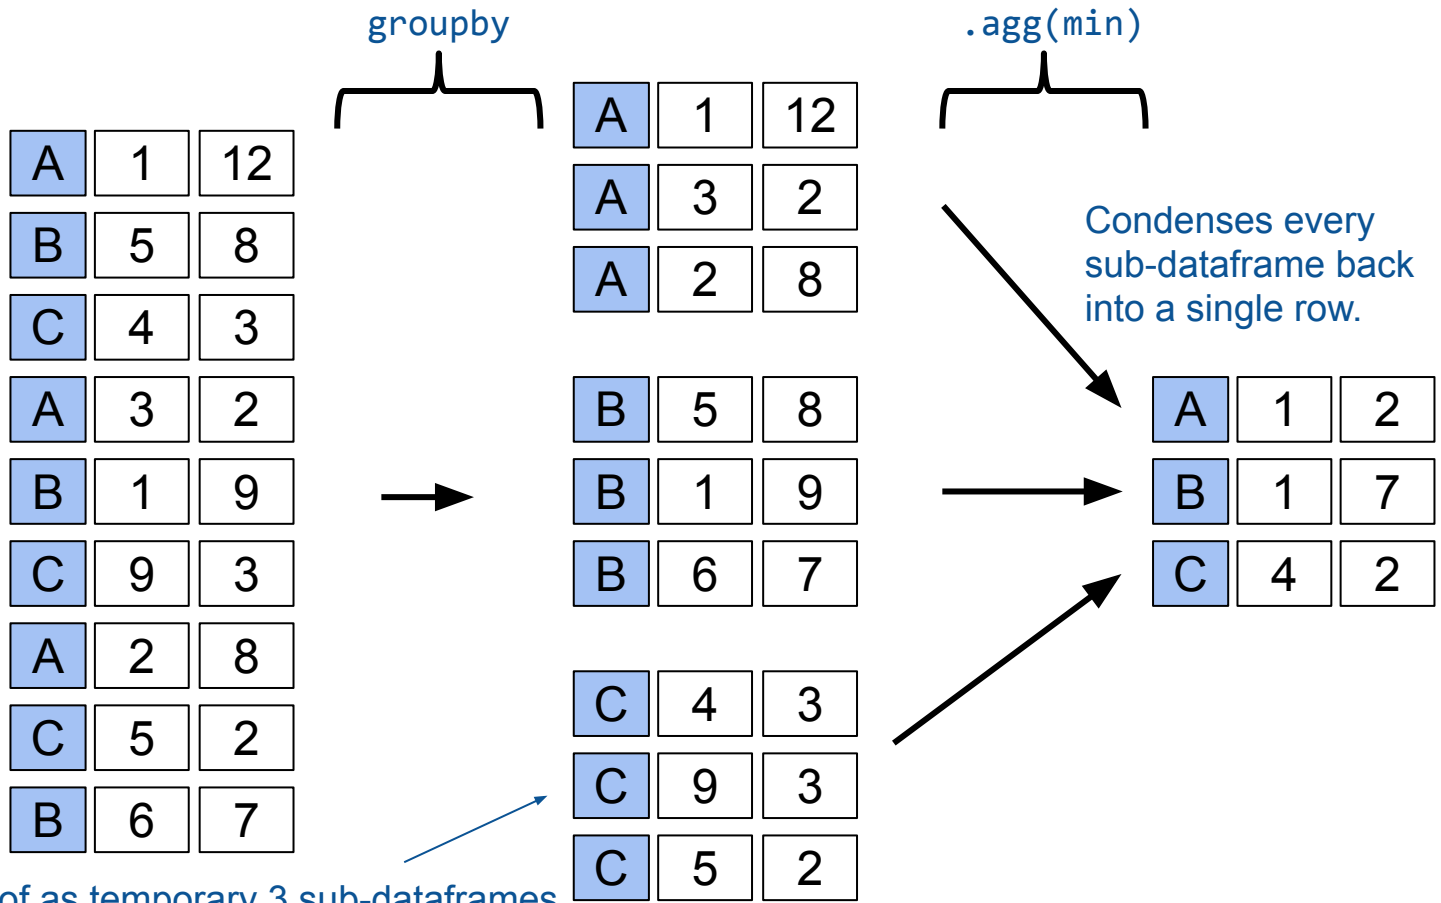 groupby
.agg(min)
A 1 12
B 5 8
C 4 3
A 3 2
B 1 9
C 9 3
A 2 8
C 5 2
B 6 7
A 1 12
A 3 2
A 2 8
B 5 8
B 1 9
B 6 7
C 4 3
C 9 3
C 5 2
Condenses every
sub-dataframe back
into a single row.
A 1 2
B 1 7
C 4 2
of as temporary 3 sub-dataframes